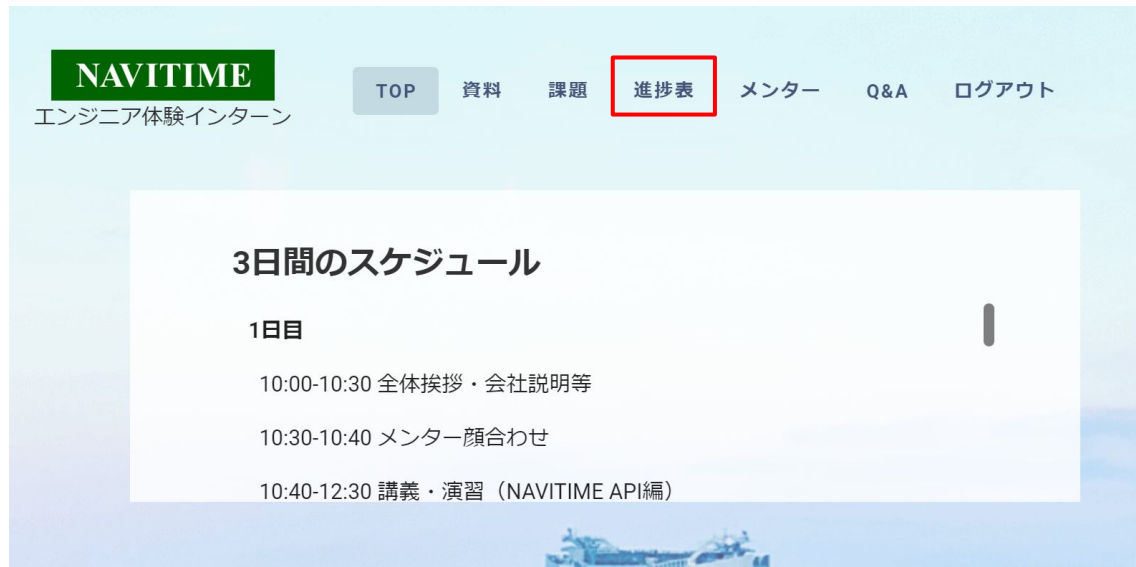 NAVITIME
エンジニア体験インターン
TOP 資料 課題 進捗表 メンター Q&A ログアウト
3日間のスケジュール
1日目
10:00-10:30 全体挨拶・会社説明等
10:30-10:40 メンター顔合わせ
10:40-12:30 講義・演習（NAVITIME API編）